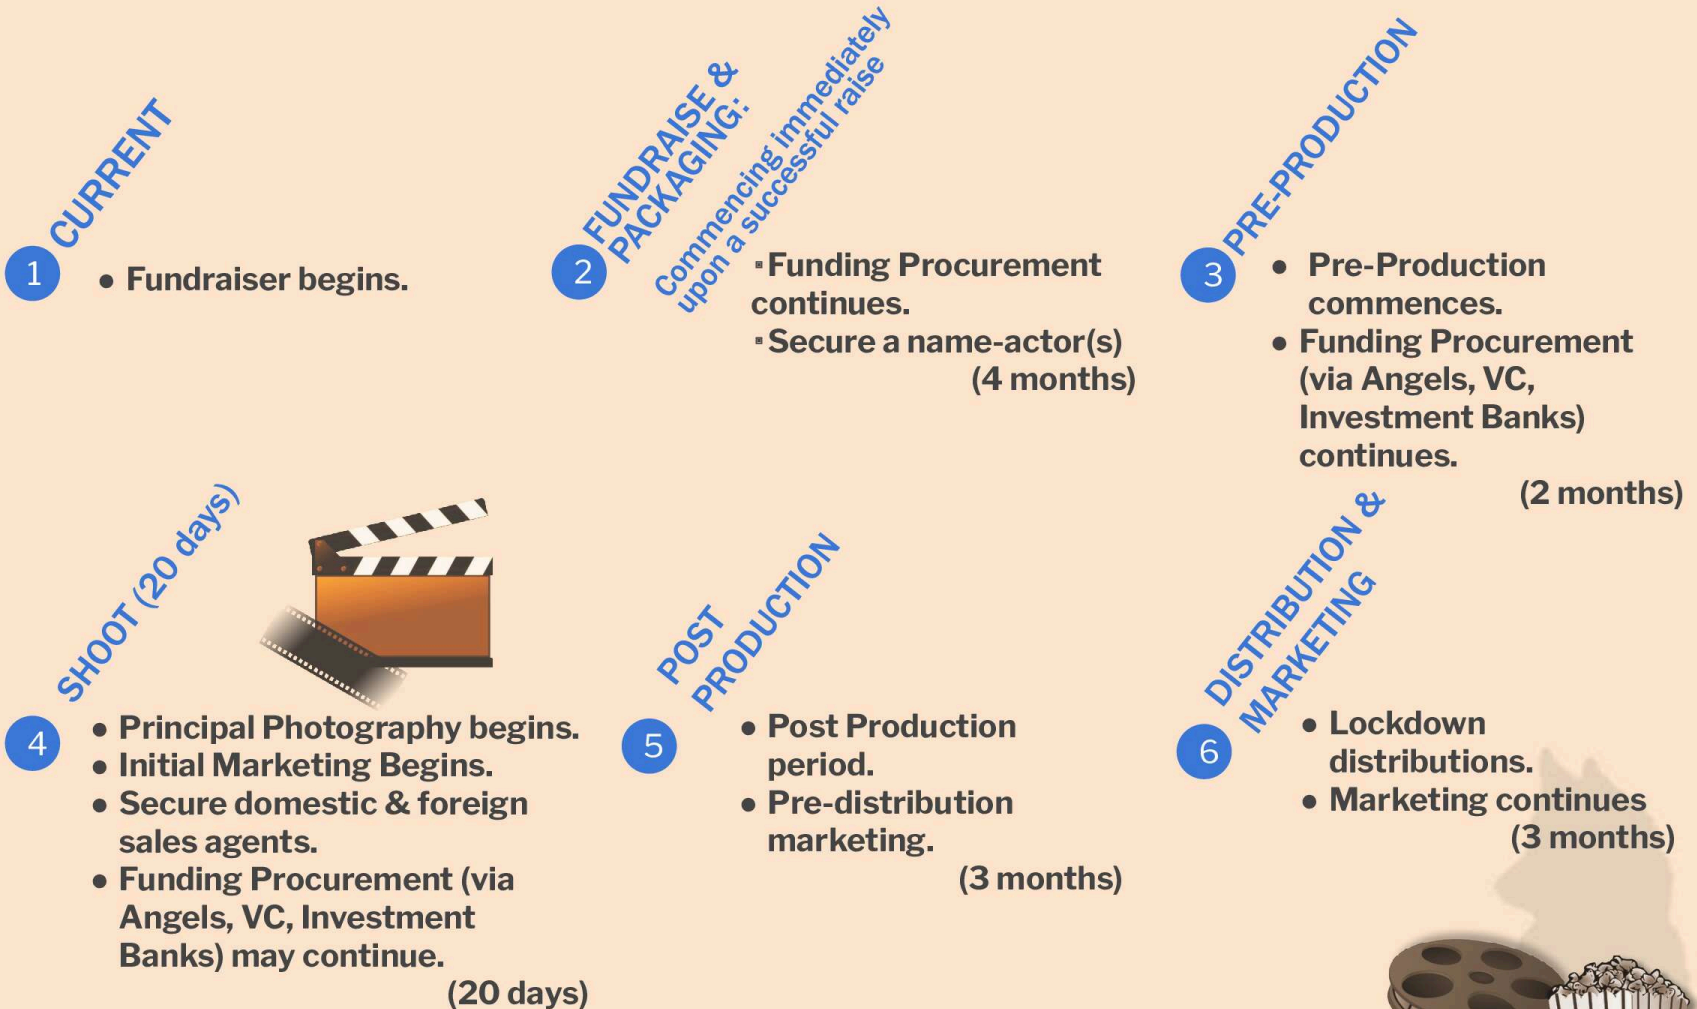 1
CURRENT
● Fundraiser begins.
2
FUNDRAISE &
PACKAGING:
Commencing immediately
upon a successful raise
▪Funding Procurement
continues.
▪Secure a name-actor(s)
(4 months)
3
PRE-PRODUCTION
● Pre-Production
commences.
● Funding Procurement
(via Angels, VC,
Investment Banks)
continues.
(2 months)
4
SHOOT (20 days)
● Principal Photography begins.
● Initial Marketing Begins.
● Secure domestic & foreign
sales agents.
● Funding Procurement (via
Angels, VC, Investment
Banks) may continue.
(20 days)
5
POST
PRODUCTION
● Post Production
period.
● Pre-distribution
marketing.
(3 months)
6
DISTRIBUTION &
MARKETING
● Lockdown
distributions.
● Marketing continues
(3 months)